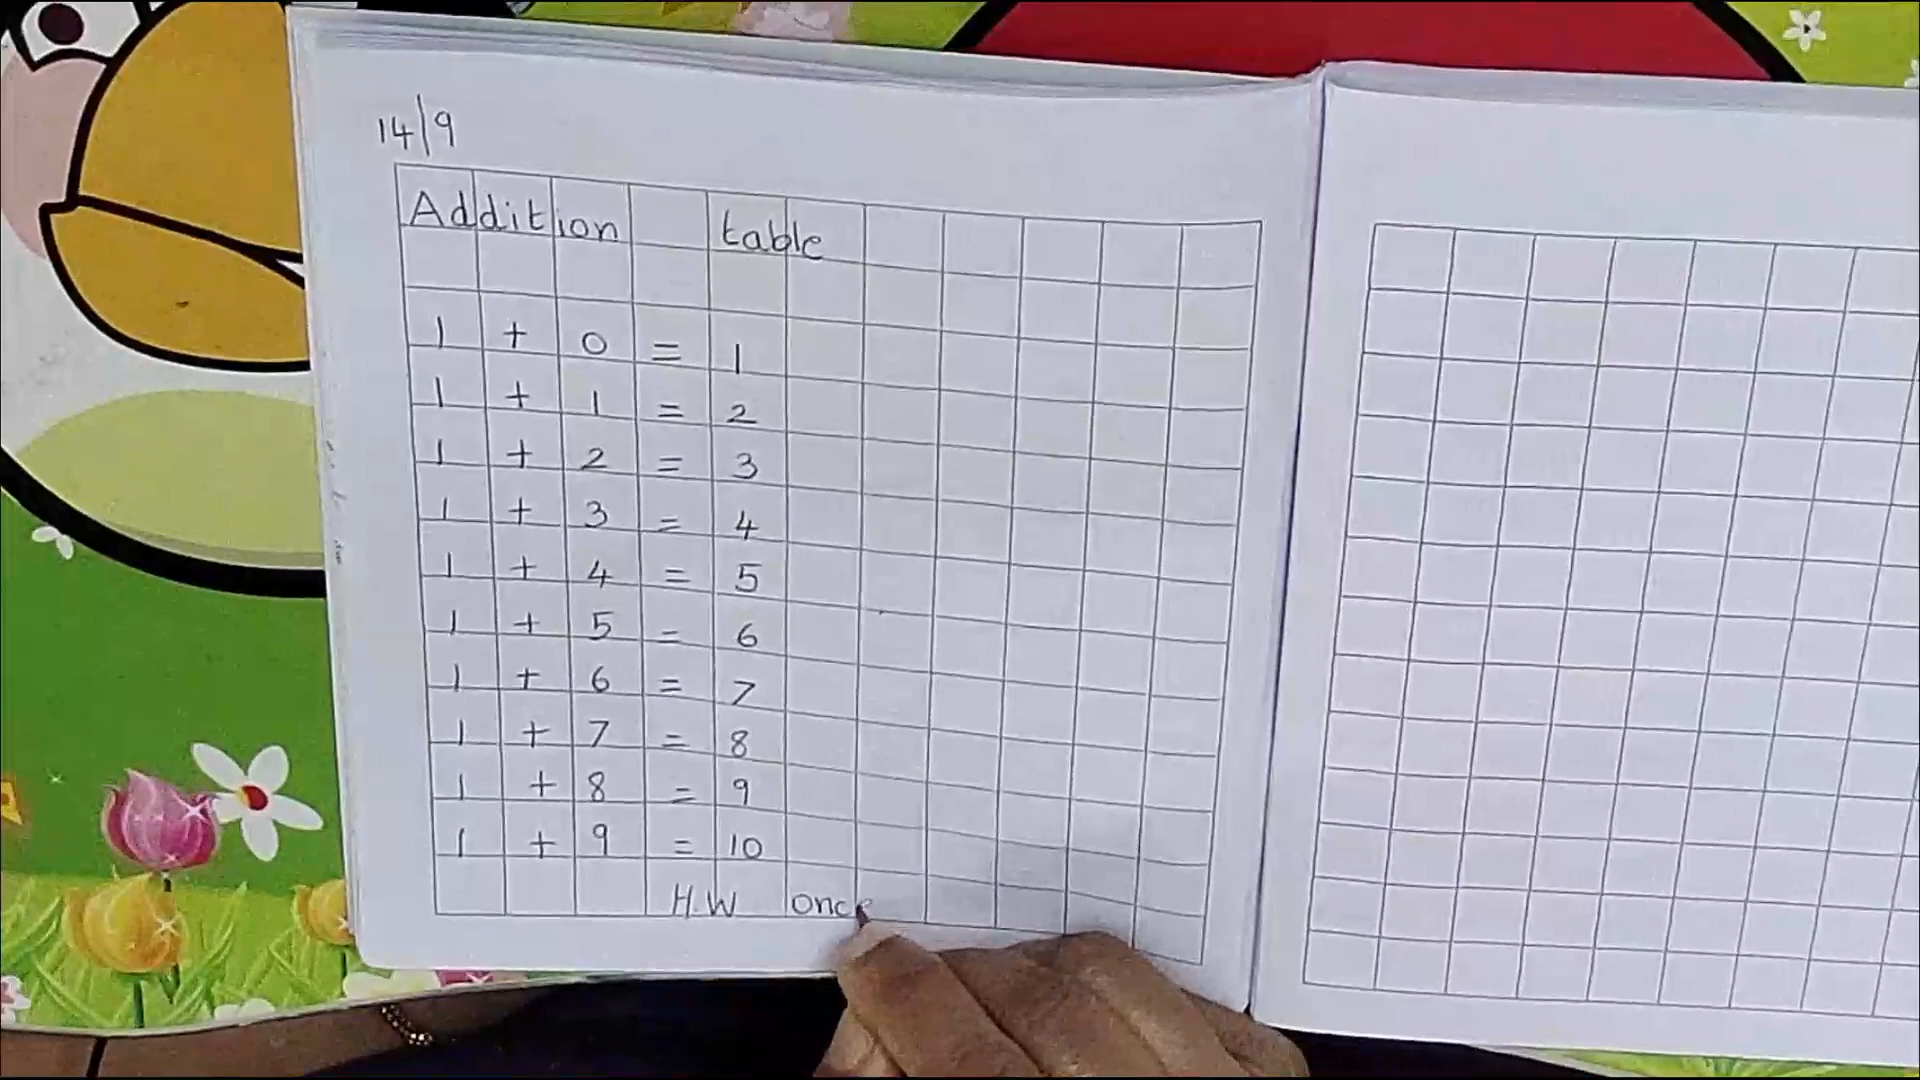 14|9
Addition table
1 + 0 = 1
1 + 1 = 2
1 + 2 = 3
1 + 3 = 4
1 + 4 = 5
1 + 5 = 6
1 + 6 = 7
1 + 7 = 8
1 + 8 = 9
1 + 9 = 10
H.W once